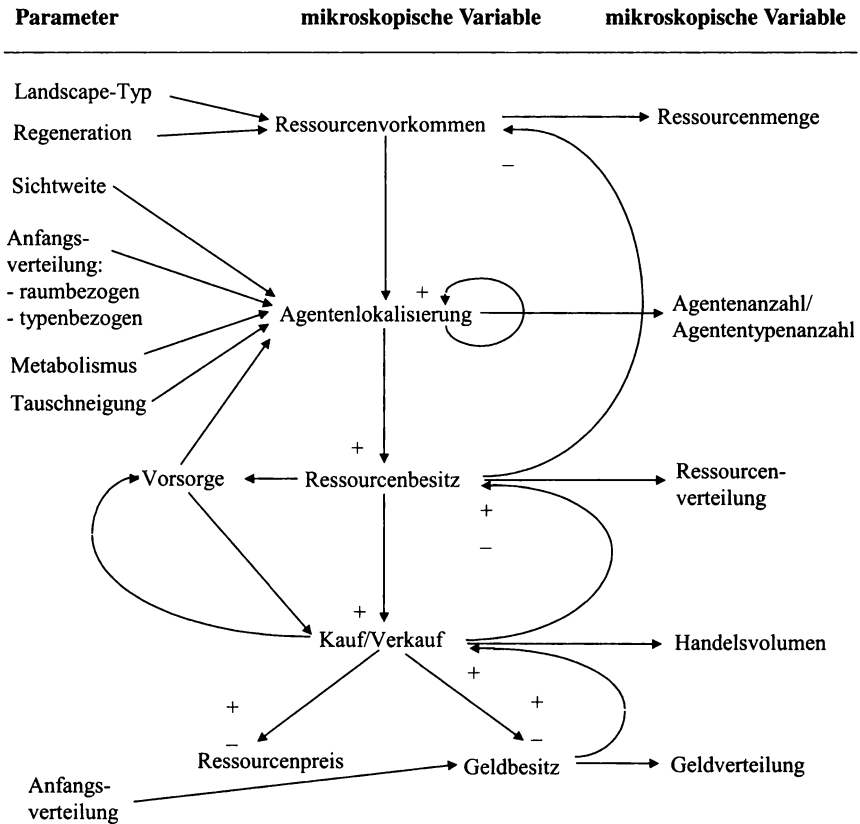 Parameter mikroskopische Variable mikroskopische Variable
Landscape-Typ
Regeneration
Ressourcenvorkommen
Ressourcenmenge
–
Sichtweite
Anfangs-
verteilung:
- raumbezogen
- typenbezogen
+
Agentenlokalisierung
Agentenanzahl/
Agententypenanzahl
Metabolismus
Tauschneigung
+
Vorsorge
Ressourcenbesitz
Ressourcen-
verteilung
+
–
+
Kauf/Verkauf
Handelsvolumen
+
+
–
+
–
Ressourcenpreis
Geldbesitz
Geldverteilung
Anfangs-
verteilung